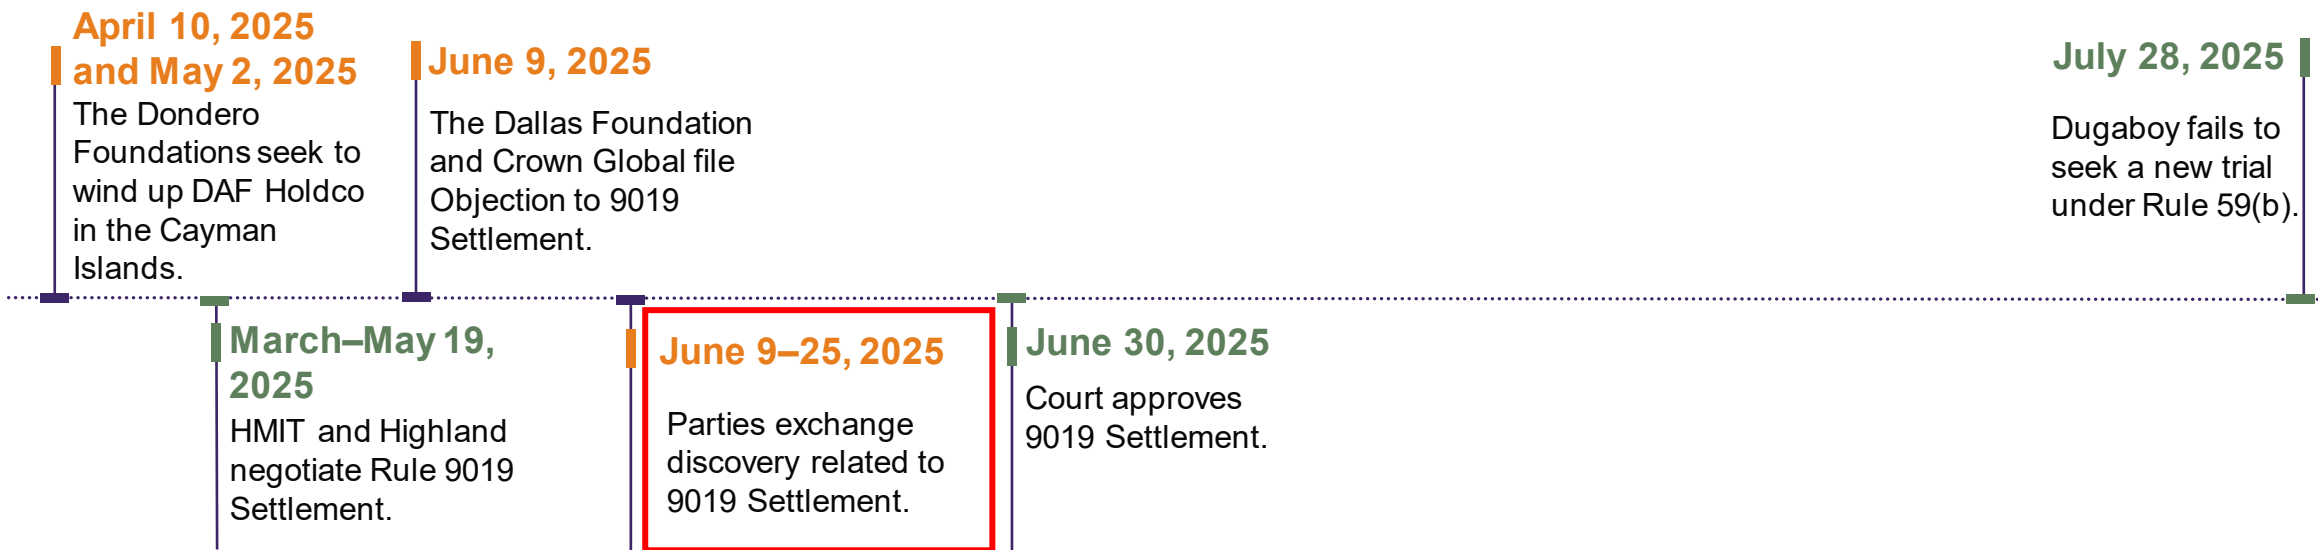 April 10, 2025
and May 2, 2025
The Dondero
Foundations seek to
wind up DAF Holdco
in the Cayman
Islands.
June 9, 2025
The Dallas Foundation
and Crown Global file
Objection to 9019
Settlement.
July 28, 2025
Dugaboy fails to
seek a new trial
under Rule 59(b).
March–May 19,
2025
HMIT and Highland
negotiate Rule 9019
Settlement.
June 9–25, 2025
Parties exchange
discovery related to
9019 Settlement.
June 30, 2025
Court approves
9019 Settlement.